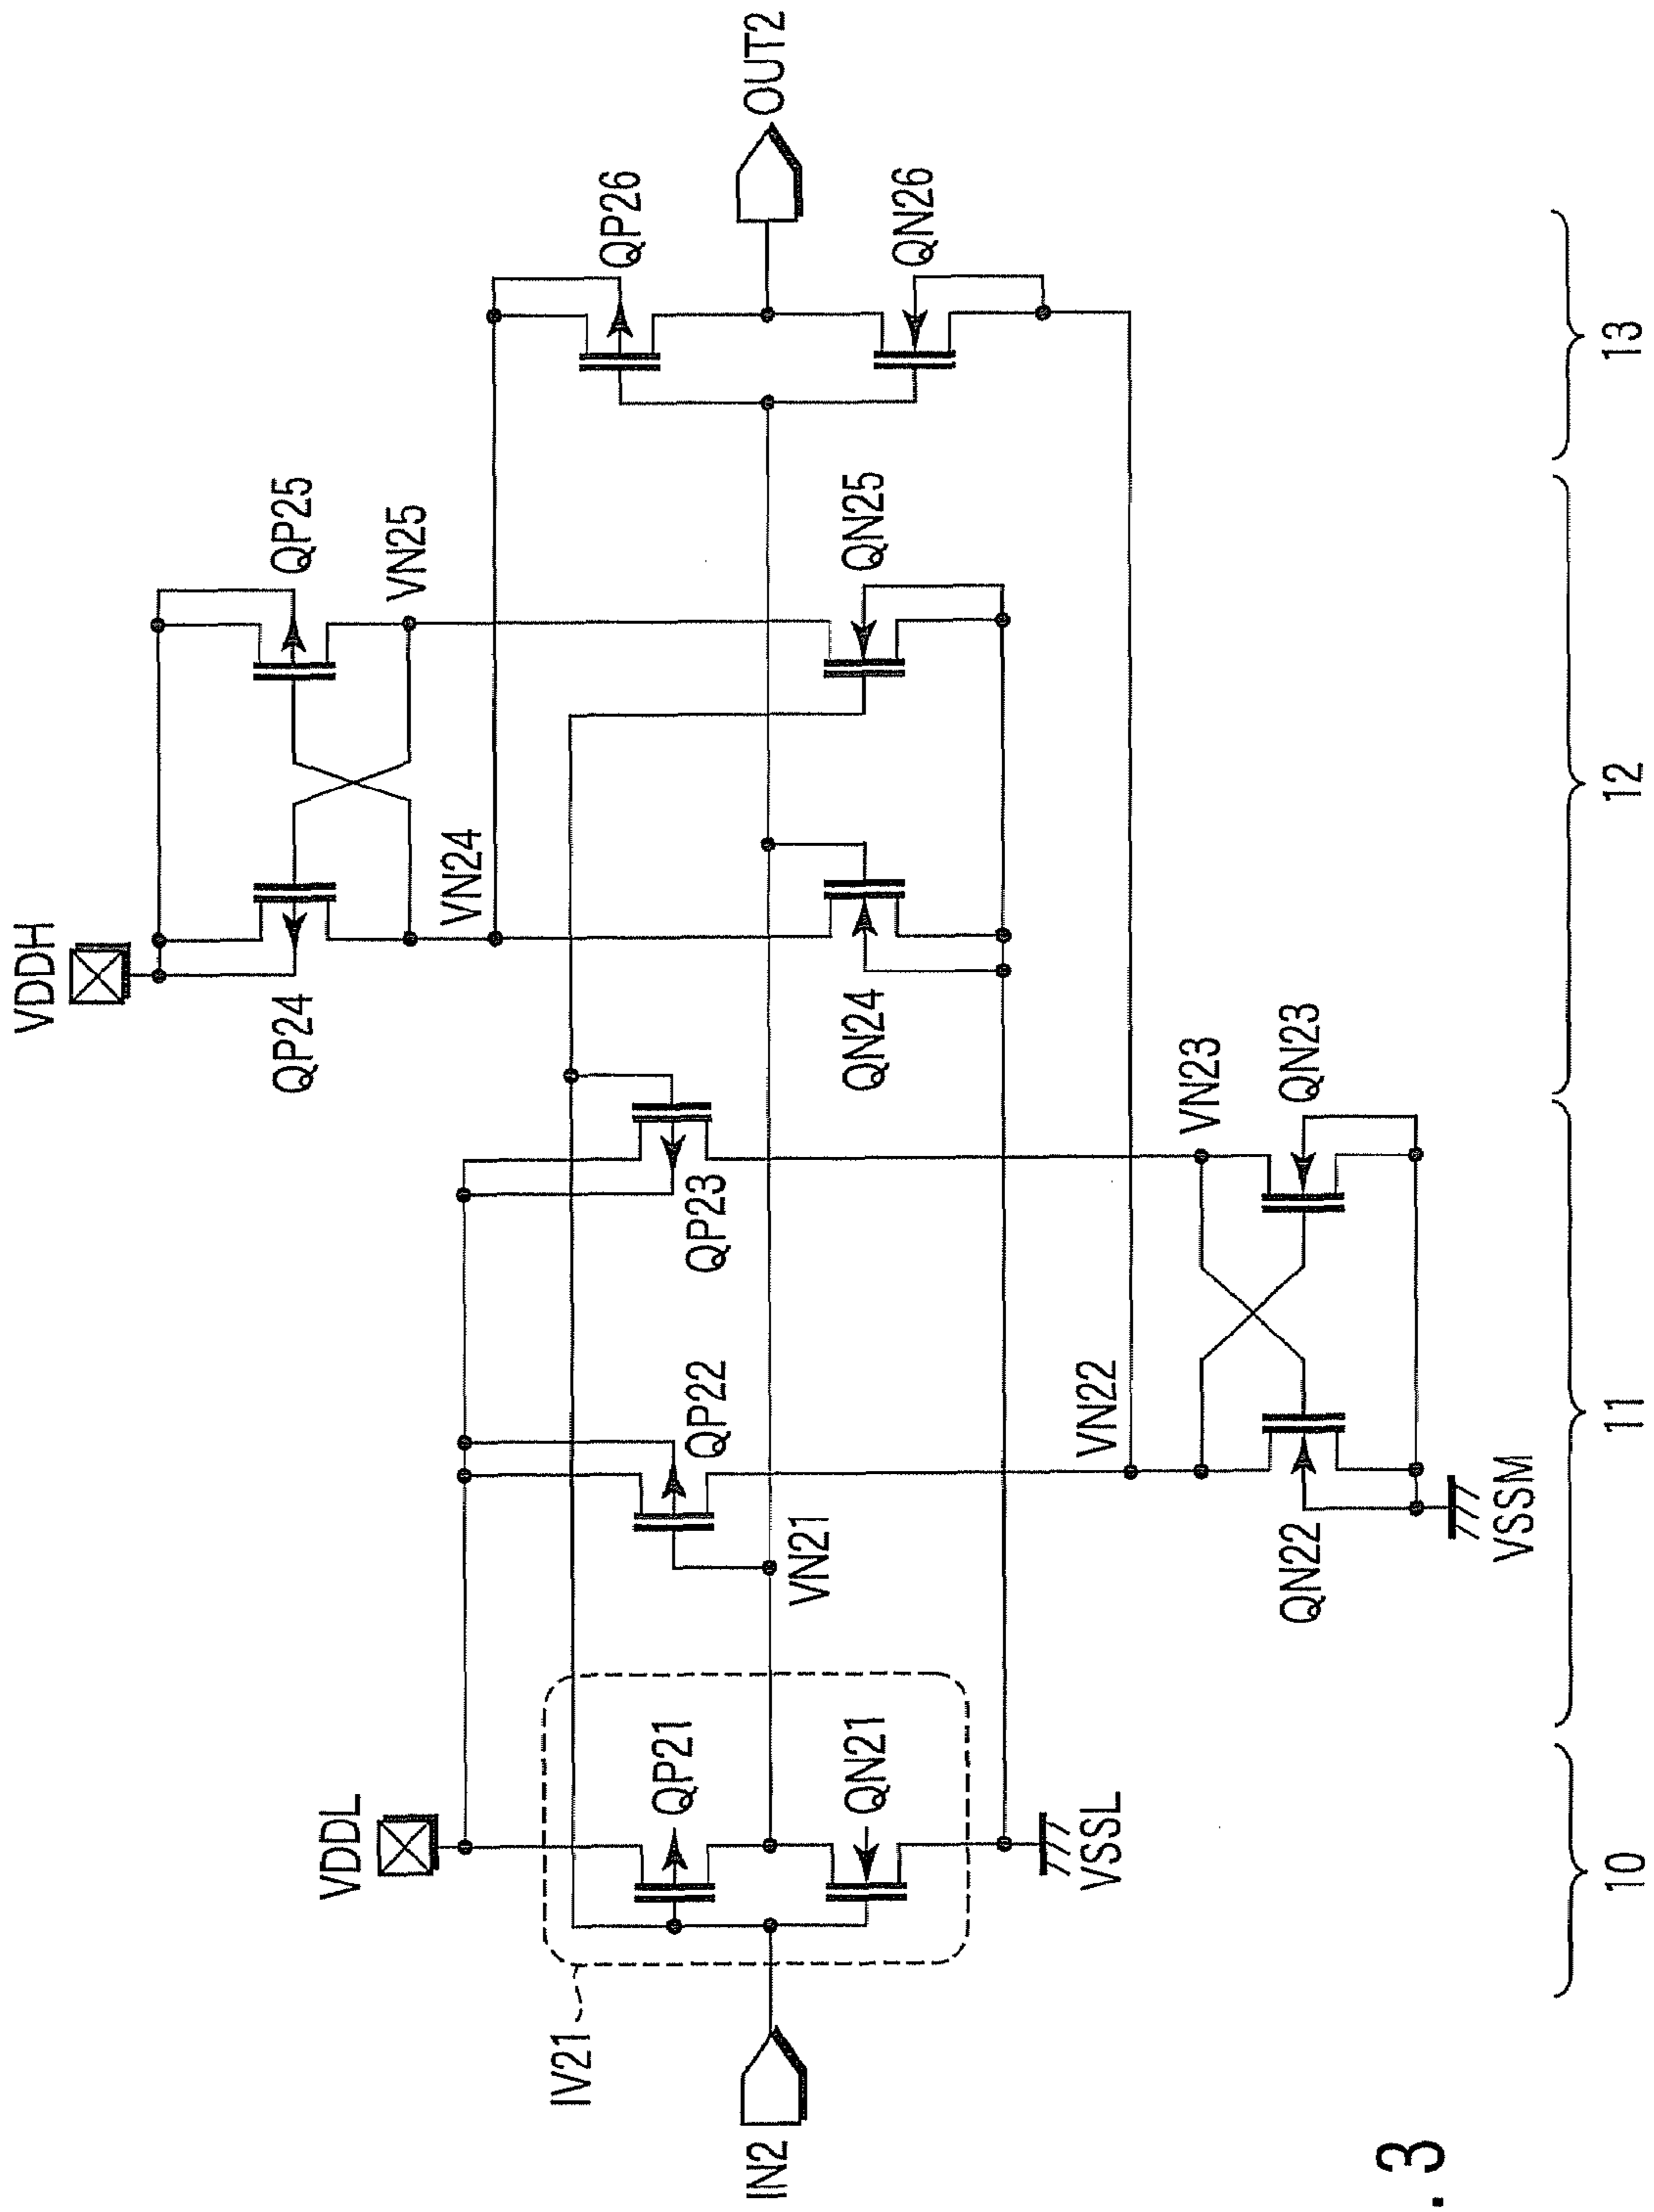 VDDH
QP24
QP25
VN25
VN24
VDDL
QP26
OUT2
QP23
QP22
IV21
QP21
IN2
VN21
QN21
QN24
QN25
QN26
VSSL
VN22
VN23
QN22
QN23
VSSM
10
11
12
13
. 3